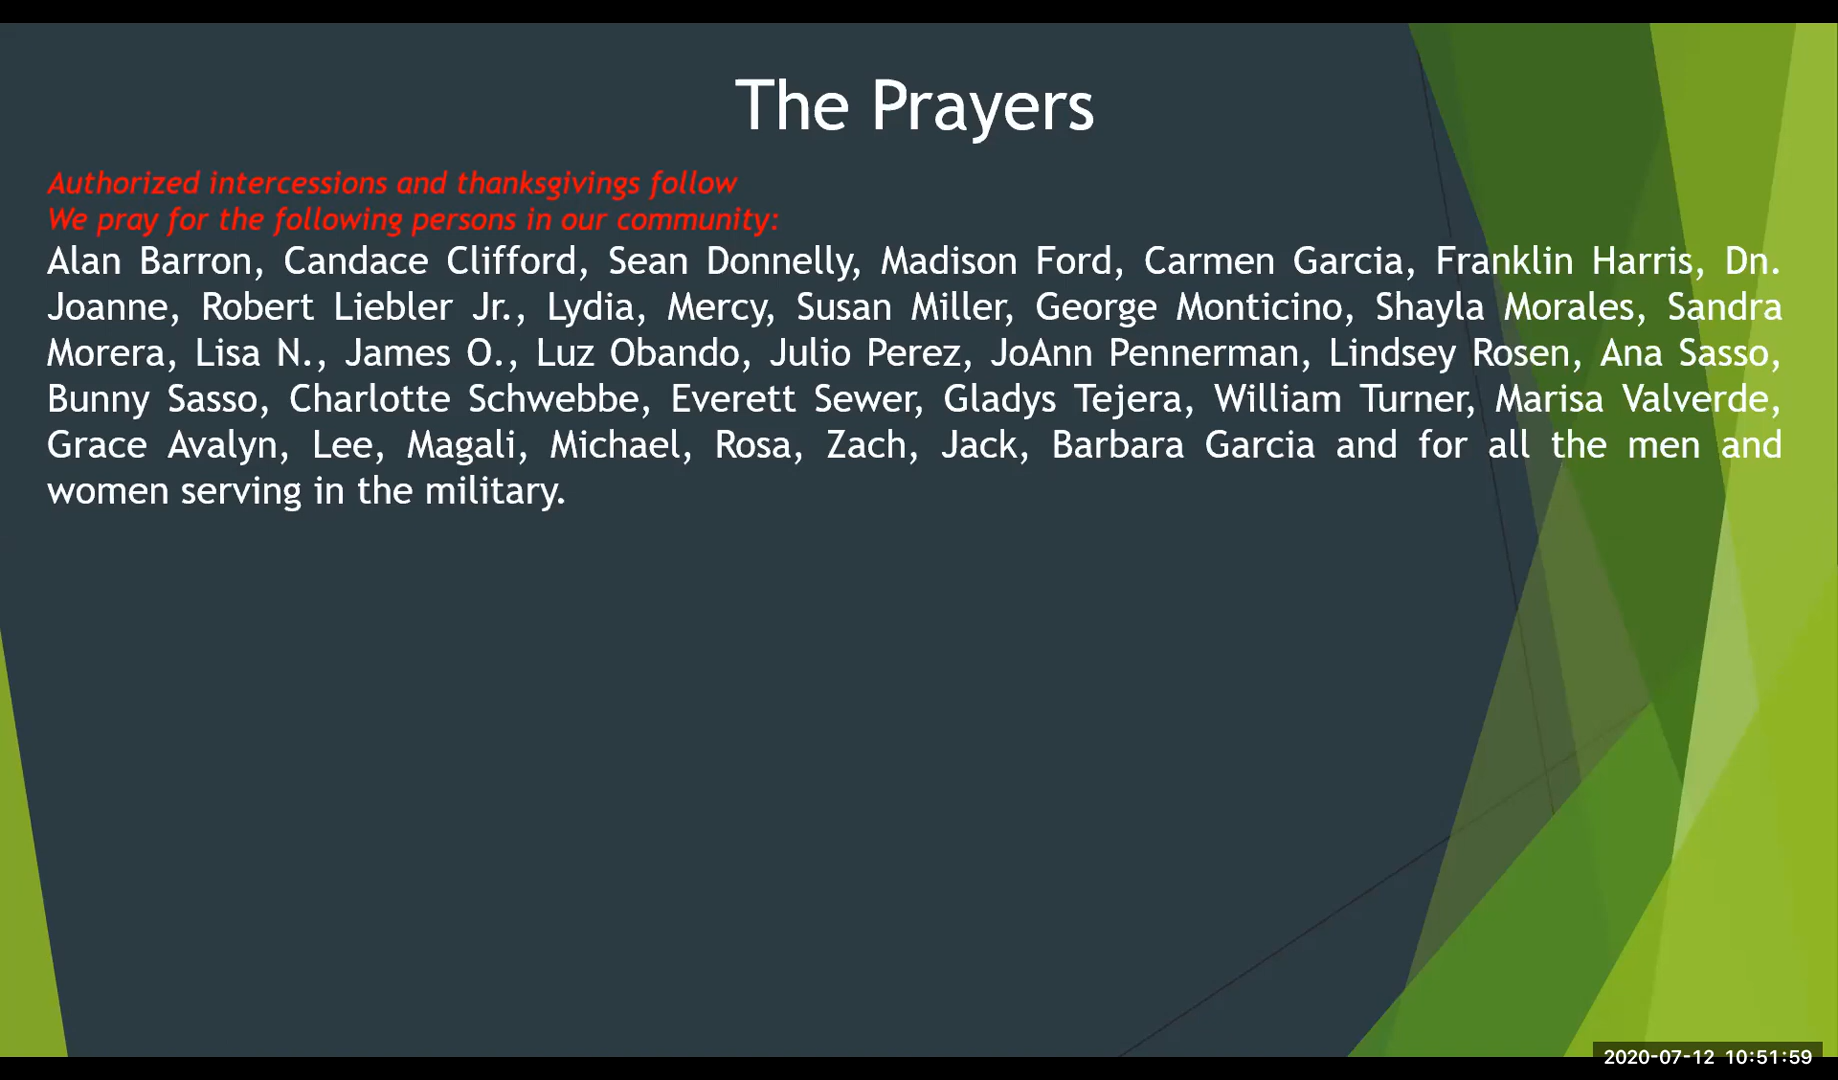 The Prayers
Authorized intercessions and thanksgivings follow
We pray for the following persons in our community:
Alan Barron, Candace Clifford, Sean Donnelly, Madison Ford, Carmen Garcia, Franklin Harris, Dn.
Joanne, Robert Liebler Jr., Lydia, Mercy, Susan Miller, George Monticino, Shayla Morales, Sandra
Morera, Lisa N., James O., Luz Obando, Julio Perez, JoAnn Pennerman, Lindsey Rosen, Ana Sasso,
Bunny Sasso, Charlotte Schwebbe, Everett Sewer, Gladys Tejera, William Turner, Marisa Valverde,
Grace Avalyn, Lee, Magali, Michael, Rosa, Zach, Jack, Barbara Garcia and for all the men and
women serving in the military.
2020-07-12 10:51:59